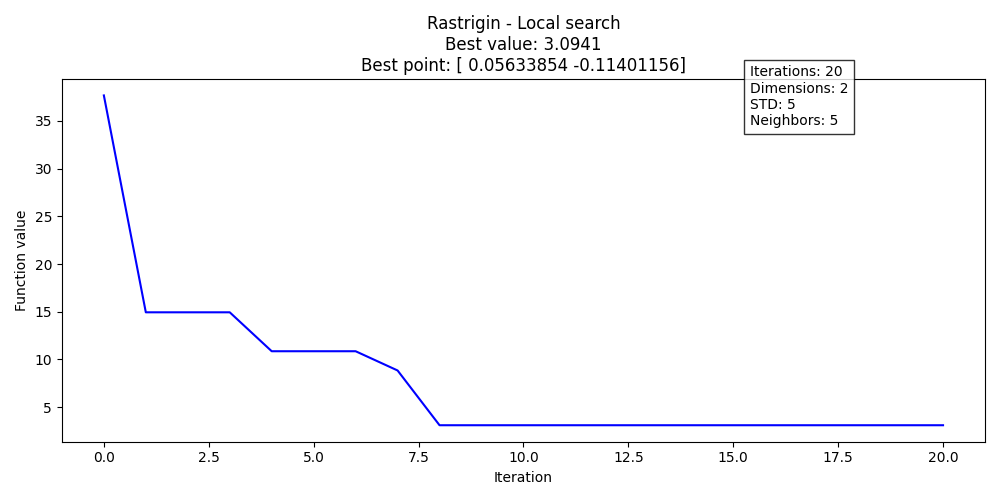 Rastrigin - Local search
Best value: 3.0941
Best point: [ 0.05633854 -0.11401156]
Iterations: 20
Dimensions: 2
STD: 5
Neighbors: 5
Function value
35
30
25
20
15
10
5
0.0 2.5 5.0 7.5 10.0 12.5 15.0 17.5 20.0
Iteration